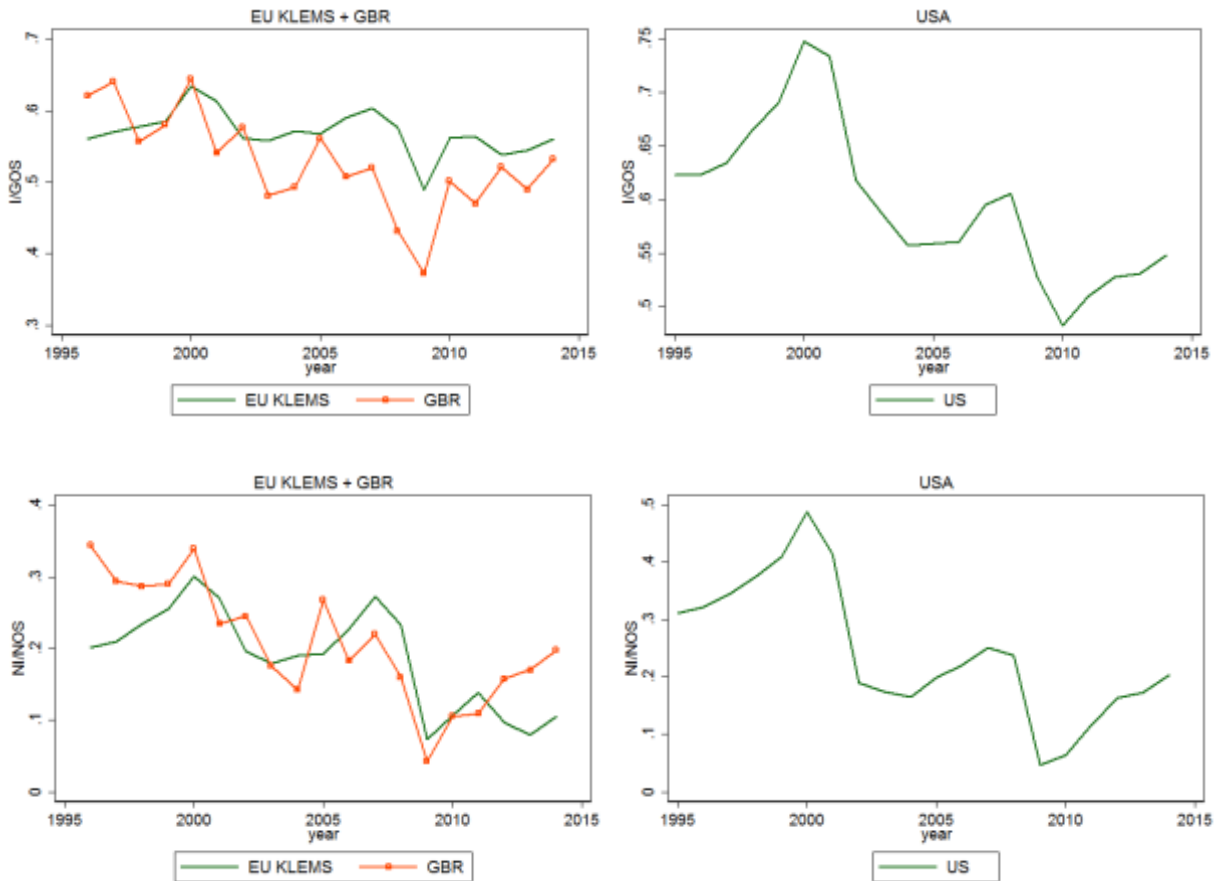 EU KLEMS + GBR
I/GOS
.7
.6
.5
.4
.3
1995 2000 2005 2010 2015
year
EU KLEMS GBR
USA
I/GOS
.75
.7
.65
.6
.55
.5
1995 2000 2005 2010 2015
year
US
EU KLEMS + GBR
NI/NOS
.4
.3
.2
.1
0
1995 2000 2005 2010 2015
year
EU KLEMS GBR
USA
NI/NOS
.5
.4
.3
.2
.1
0
1995 2000 2005 2010 2015
year
US